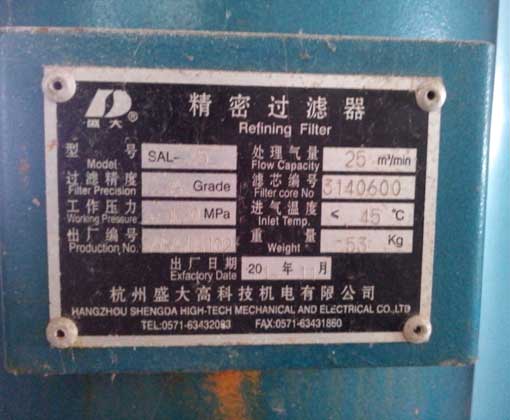 盛大®
精密过滤器
Refining Filter
型号 Model SAL-
处理气量 Flow Capacity 25 m³/min
过滤精度 Filter Precision Grade
滤芯编号 Filter core No 3140600
工作压力 Working Pressure MPa
进气温度 Inlet Temp. ≤ 45 ℃
出厂编号 Production No.
重量 Weight 53 Kg
出厂日期 Exfactory Date 20 年 月
杭州盛大高科技机电有限公司
HANGZHOU SHENGDA HIGH-TECH MECHANICAL AND ELECTRICAL CO.,LTD
TEL:0571-63432083 FAX:0571-63431860